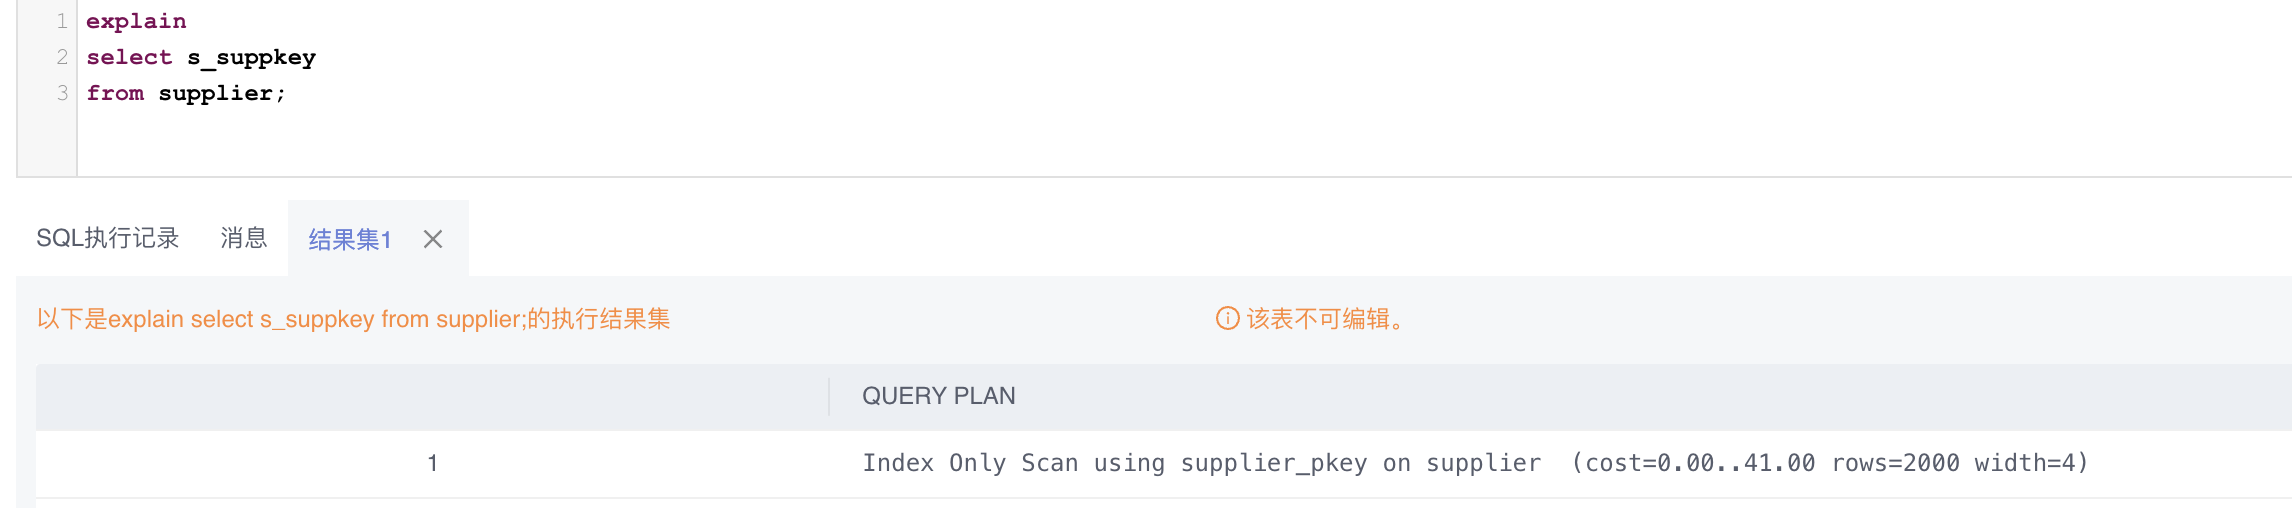 1 explain
2 select s_suppkey
3 from supplier;
SQL执行记录 消息 结果集1
以下是explain select s_suppkey from supplier;的执行结果集 该表不可编辑。
QUERY PLAN
1 Index Only Scan using supplier_pkey on supplier (cost=0.00..41.00 rows=2000 width=4)